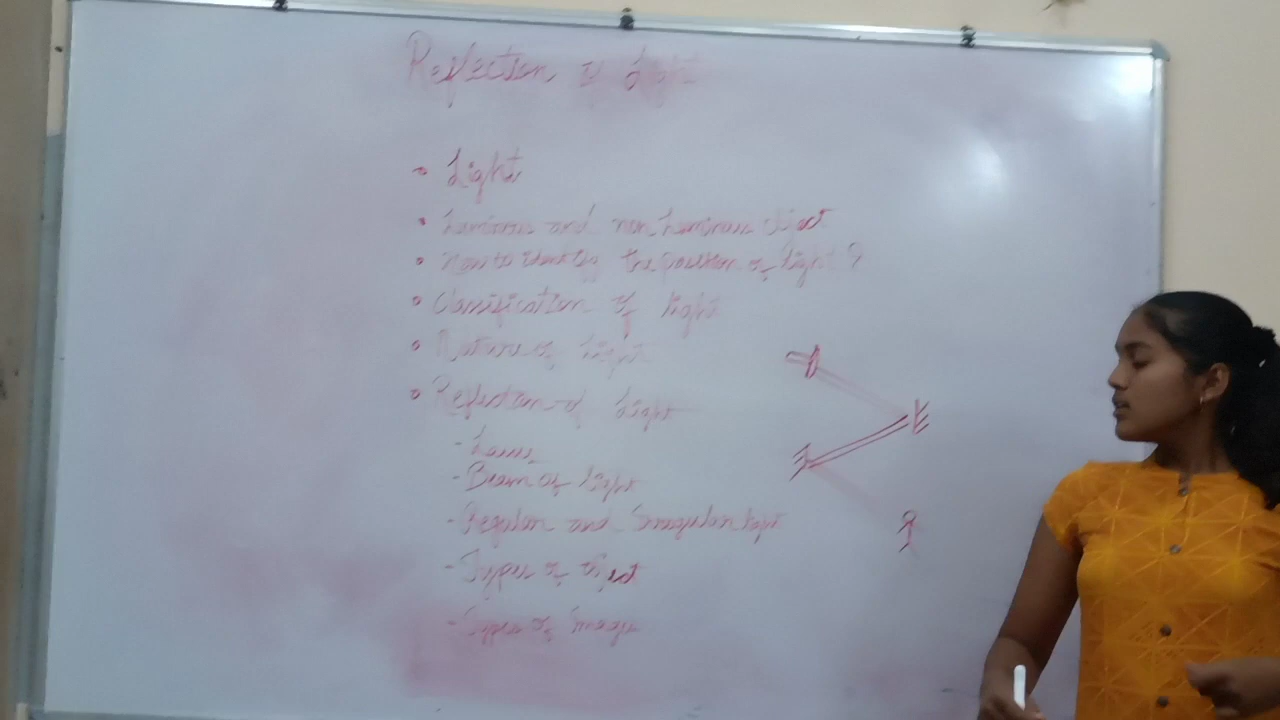 Reflection of Light
• Light
• Luminous and non Luminous object
• How to identify the position of light ?
• Classification of light
• Nature of Light
• Reflection of Light
- Laws
- Beam of light
- Regular and Irregular light
- Types of object
- Types of Image